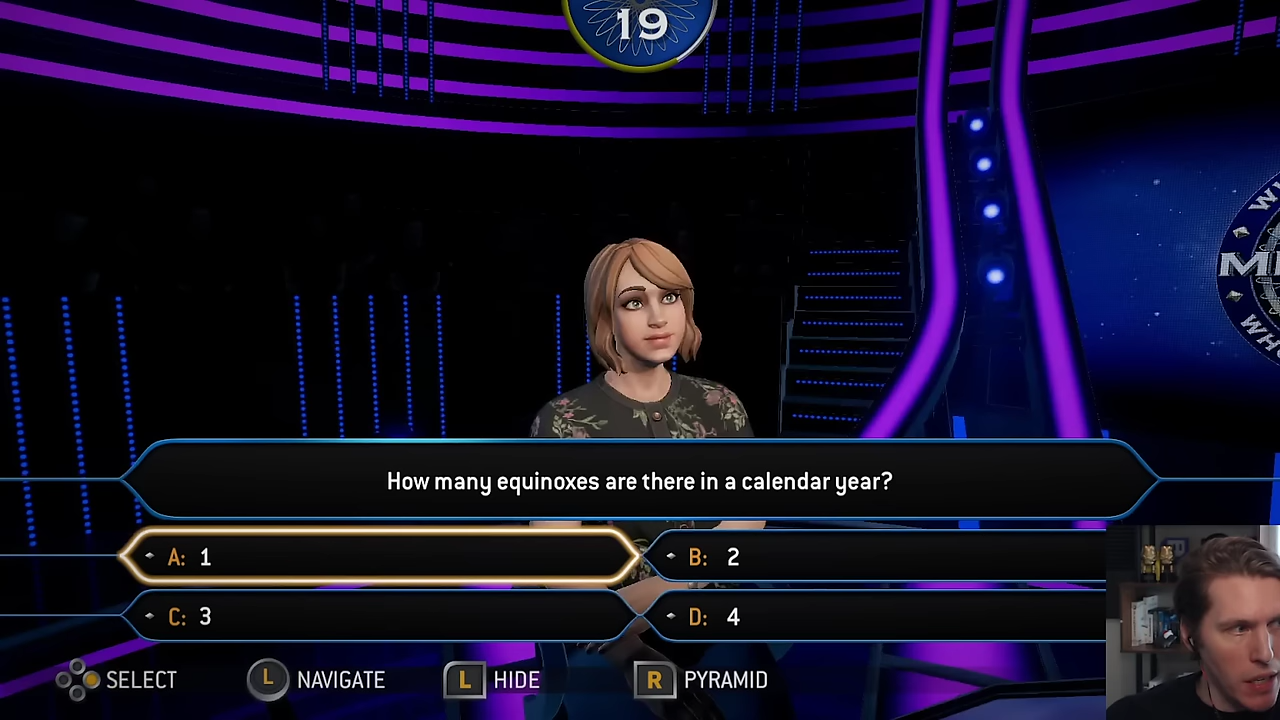 19
How many equinoxes are there in a calendar year?
A: 1
B: 2
C: 3
D: 4
L NAVIGATE
SELECT
L HIDE
R PYRAMID